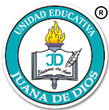 ®
UNIDAD EDUCATIVA
JD
JUANA DE DIOS